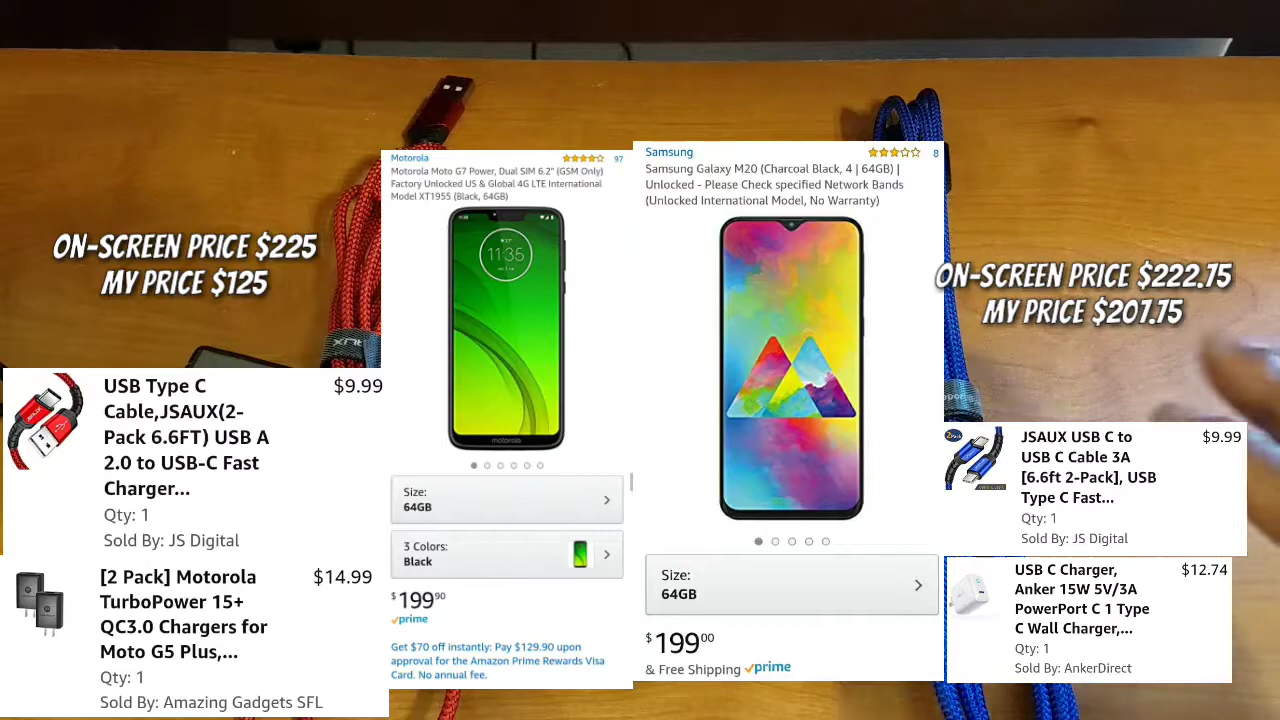 ON-SCREEN PRICE $225
MY PRICE $125
USB Type C
Cable,JSAUX(2-
Pack 6.6FT) USB A
2.0 to USB-C Fast
Charger...
$9.99
Qty: 1
Sold By: JS Digital
[2 Pack] Motorola
TurboPower 15+
QC3.0 Chargers for
Moto G5 Plus,...
$14.99
Qty: 1
Sold By: Amazing Gadgets SFL
Motorola
97
Motorola Moto G7 Power, Dual SIM 6.2" (GSM Only)
Factory Unlocked US & Global 4G LTE International
Model XT1955 (Black, 64GB)
11:35
motorola
Size:
64GB
3 Colors:
Black
$199.90
prime
Get $70 off instantly: Pay $129.90 upon
approval for the Amazon Prime Rewards Visa
Card. No annual fee.
Samsung
8
Samsung Galaxy M20 (Charcoal Black, 4 | 64GB) |
Unlocked - Please Check specified Network Bands
(Unlocked International Model, No Warranty)
Size:
64GB
$199.00
& Free Shipping prime
ON-SCREEN PRICE $222.75
MY PRICE $207.75
JSAUX USB C to
USB C Cable 3A
[6.6ft 2-Pack], USB
Type C Fast...
$9.99
Qty: 1
Sold By: JS Digital
USB C Charger,
Anker 15W 5V/3A
PowerPort C 1 Type
C Wall Charger,...
$12.74
Qty: 1
Sold By: AnkerDirect